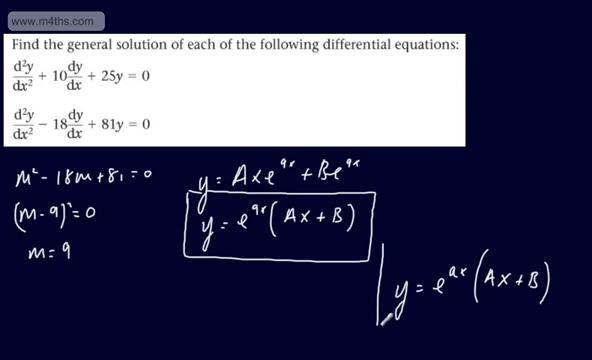 www.m4ths.com
Find the general solution of each of the following differential equations:
d²y/dx² + 10 dy/dx + 25y = 0
d²y/dx² − 18 dy/dx + 81y = 0
m² - 18m + 81 = 0
(m - 9)² = 0
m = 9
y = Axe^9x + Be^9x
y = e^9x (Ax + B)
y = e^ax (Ax + B)